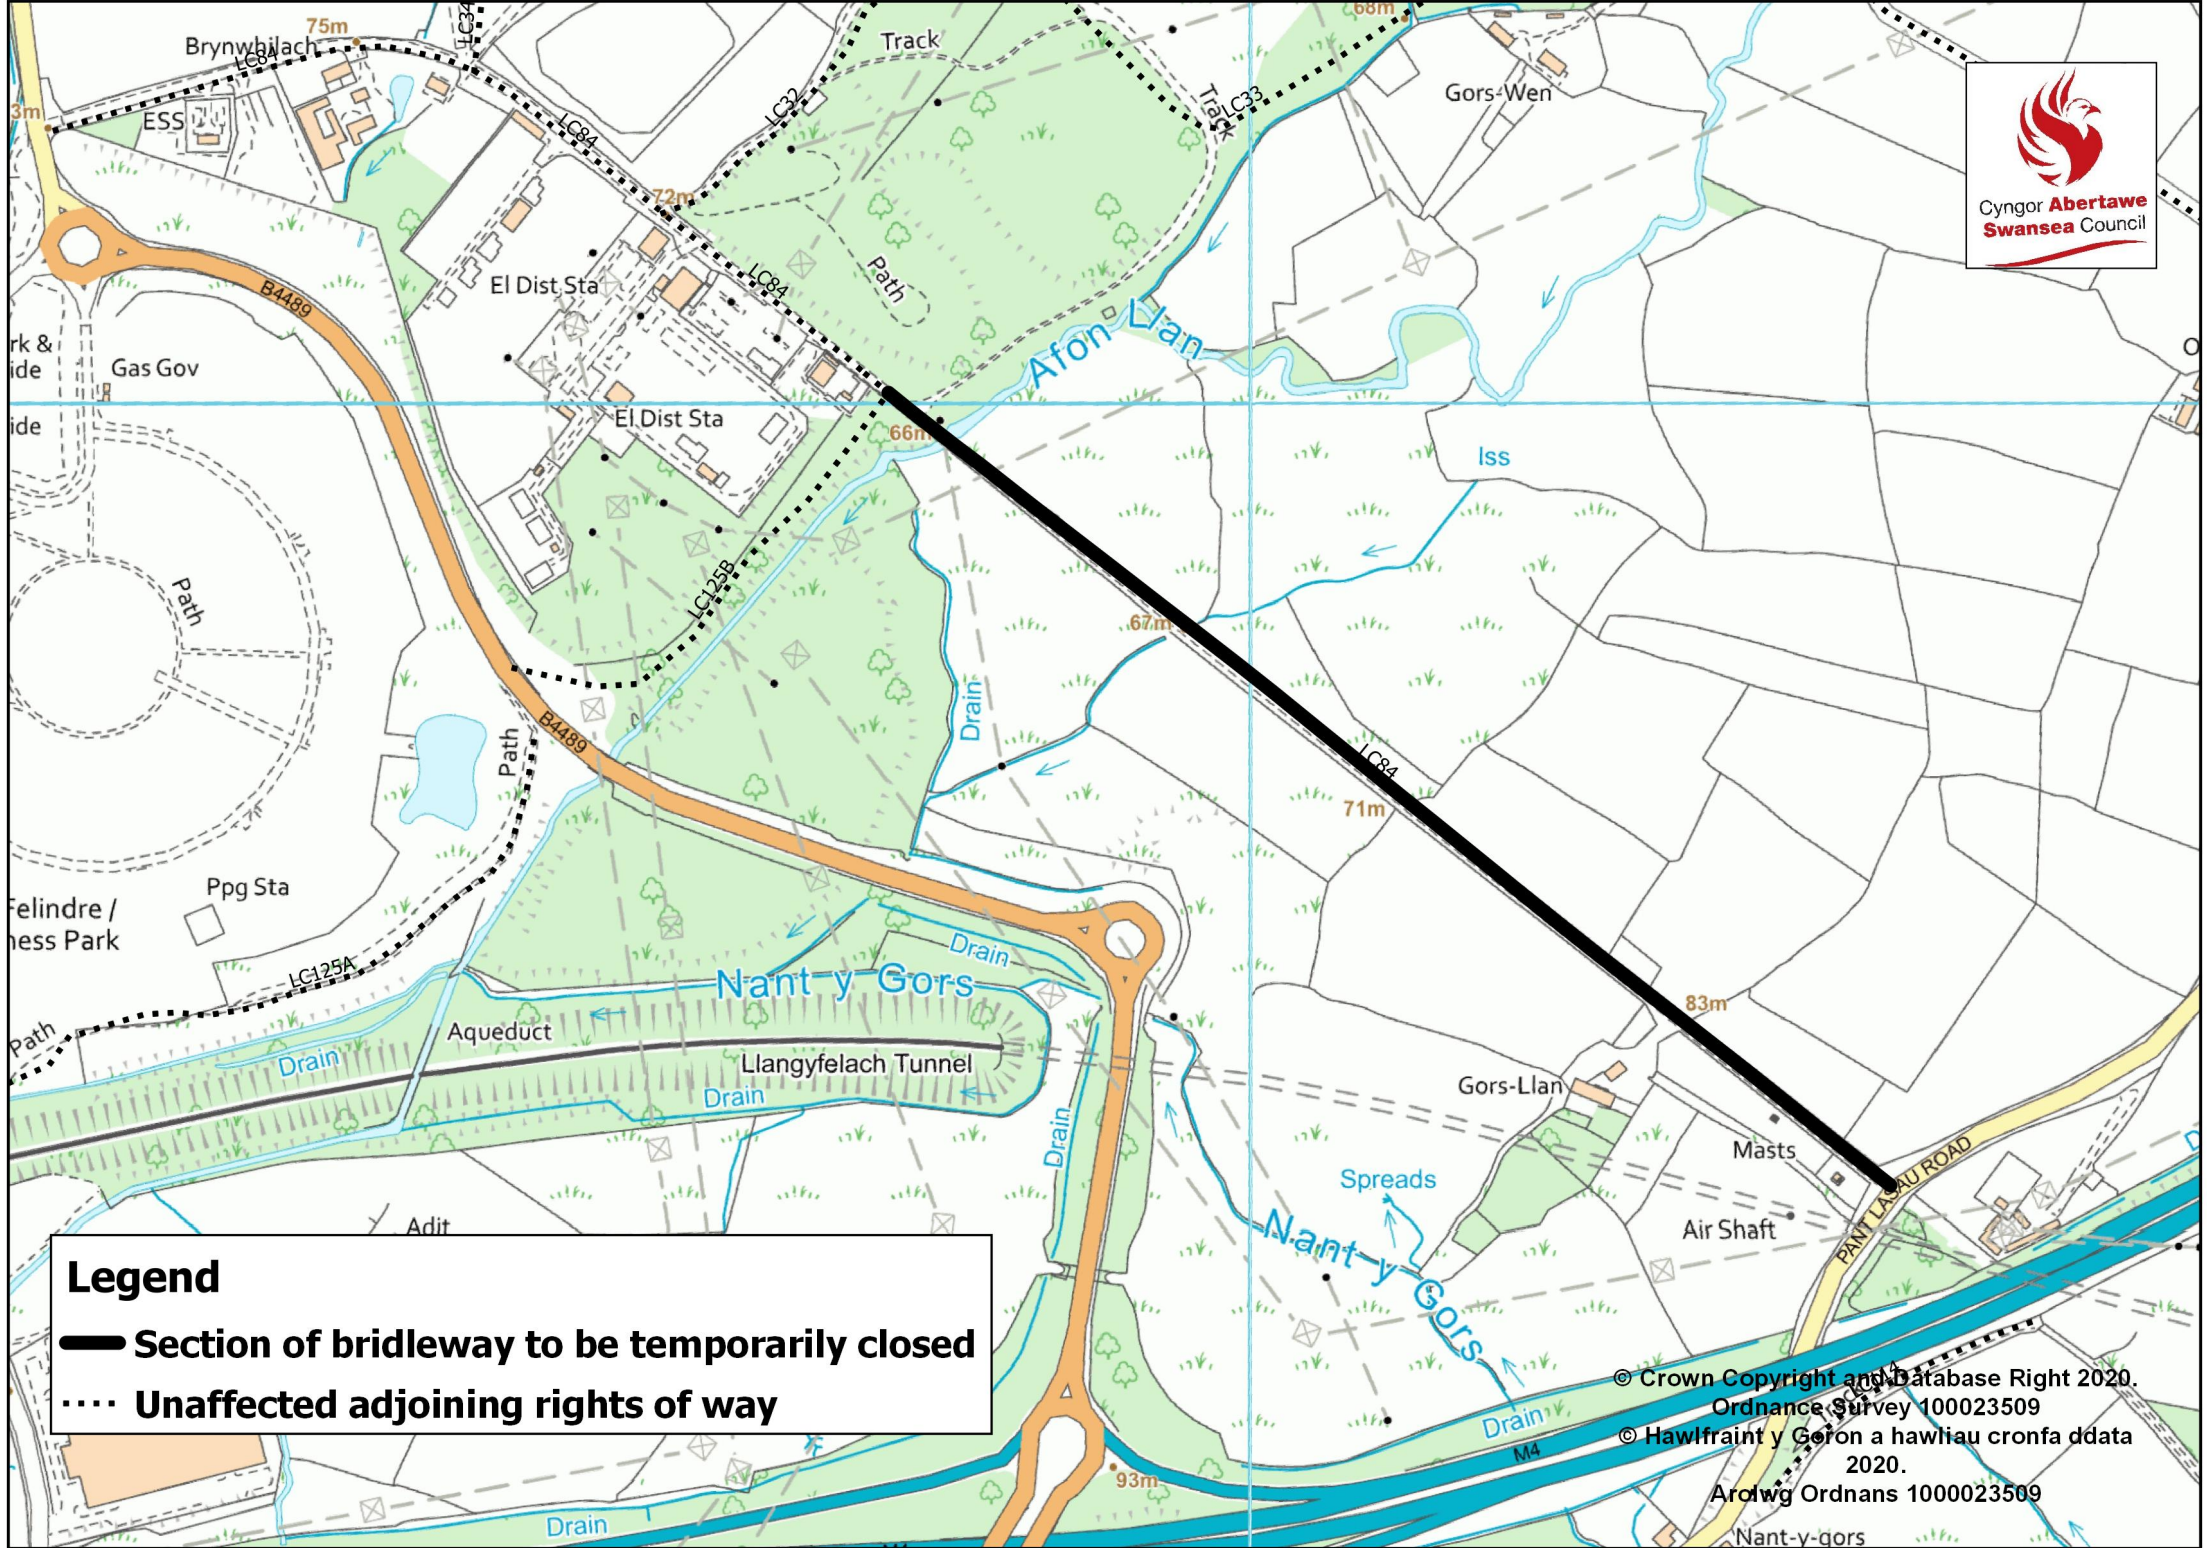 75m
Brynwhilach
LC84
LC34
3m
ESS
Track
68m
LC32
LC84
Track
LC33
Gors-Wen
Cyngor Abertawe
Swansea Council
72m
B4489
El Dist Sta
LC84
Path
Afon Llan
rk &
ide
Gas Gov
ide
El Dist Sta
66m
Iss
LC125B
67m
Path
Drain
B4489
Path
LC84
71m
Ppg Sta
Felindre /
ness Park
LC125A
Drain
Nant y Gors
83m
Path
Aqueduct
Drain
Llangyfelach Tunnel
Drain
Drain
Gors-Llan
Masts
PANT LASAU ROAD
Spreads
Air Shaft
Adit
Nant y Gors
Legend
Section of bridleway to be temporarily closed
Unaffected adjoining rights of way
© Crown Copyright and Database Right 2020.
Ordnance Survey 100023509
© Hawlfraint y Goron a hawliau cronfa ddata
2020.
Arolwg Ordnans 1000023509
Drain
M4
93m
Drain
Nant-y-gors